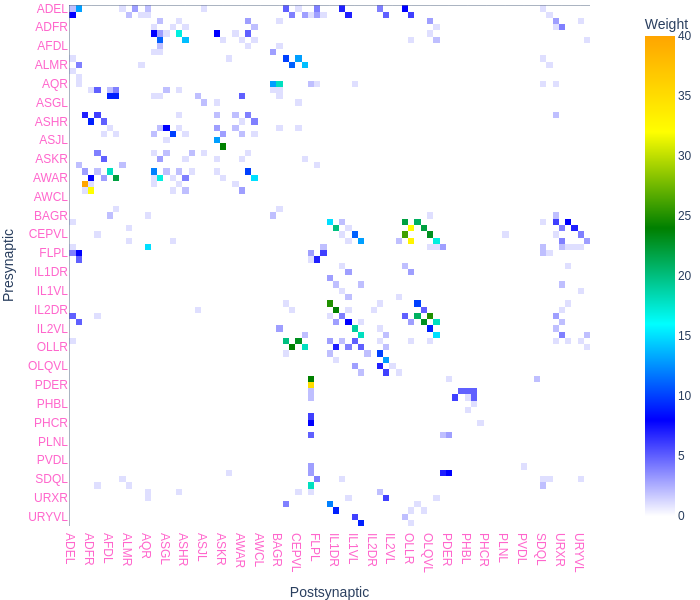 Weight
ADEL
ADFR
AFDL
ALMR
AQR
ASGL
ASHR
ASJL
ASKR
AWAR
AWCL
BAGR
CEPVL
FLPL
IL1DR
IL1VL
IL2DR
IL2VL
OLLR
OLQVL
PDER
PHBL
PHCR
PLNL
PVDL
SDQL
URXR
URYVL
Presynaptic
ADEL
ADFR
AFDL
ALMR
AQR
ASGL
ASHR
ASJL
ASKR
AWAR
AWCL
BAGR
CEPVL
FLPL
IL1DR
IL1VL
IL2DR
IL2VL
OLLR
OLQVL
PDER
PHBL
PHCR
PLNL
PVDL
SDQL
URXR
URYVL
Postsynaptic
40
35
30
25
20
15
10
5
0